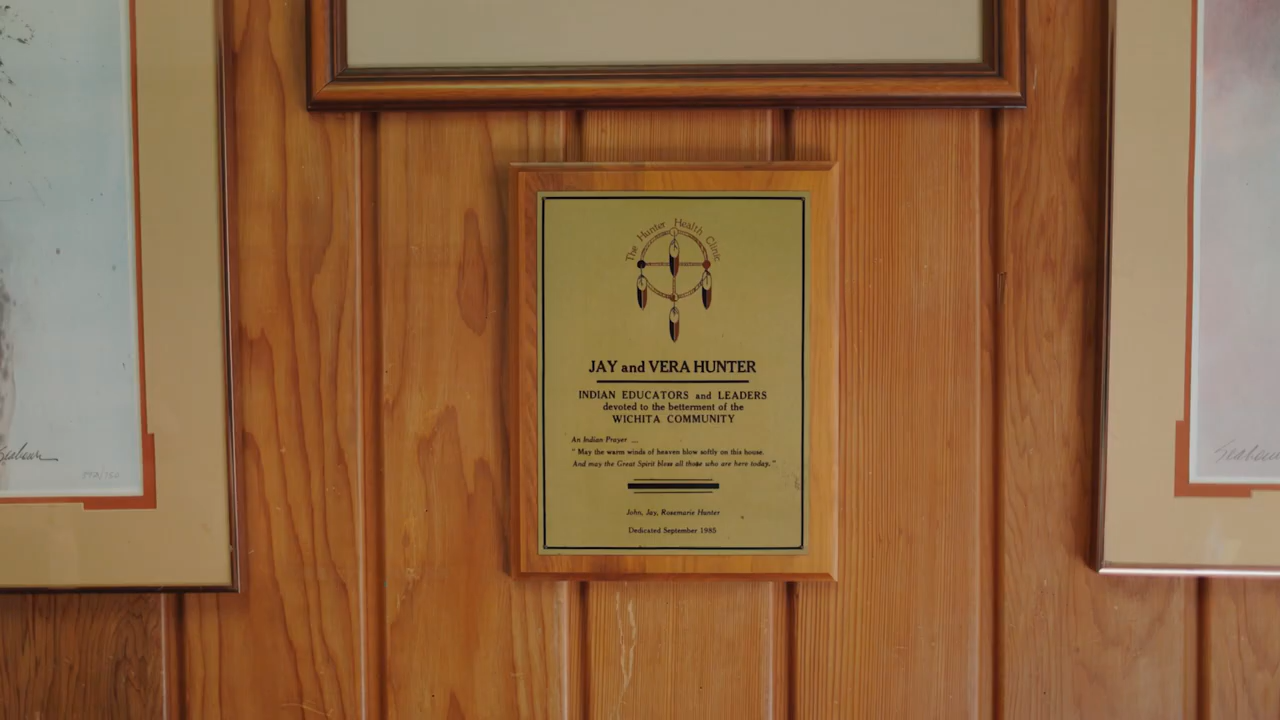 The Hunter Health Clinic
JAY and VERA HUNTER
INDIAN EDUCATORS and LEADERS
devoted to the betterment of the
WICHITA COMMUNITY
An Indian Prayer ...
" May the warm winds of heaven blow softly on this house.
And may the Great Spirit bless all those who are here today."
John, Jay, Rosemarie Hunter
Dedicated September 1985